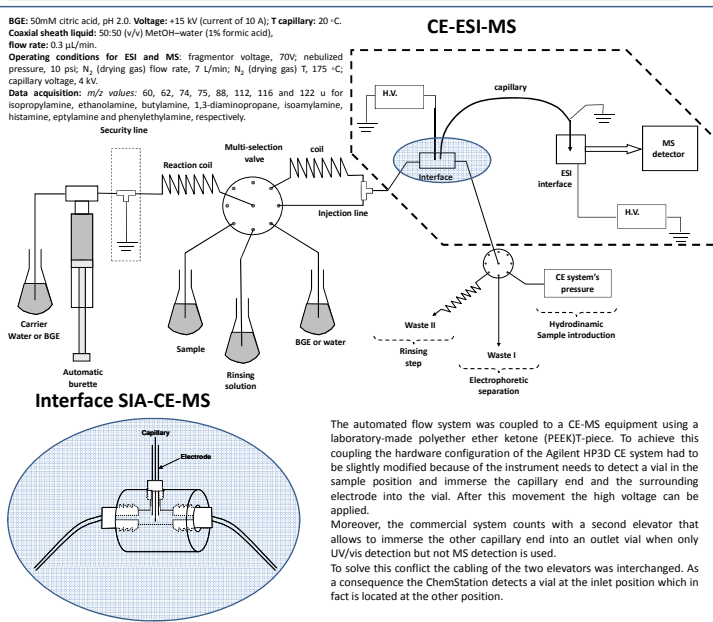 BGE: 50mM citric acid, pH 2.0. Voltage: +15 kV (current of 10 A); T capillary: 20 ◦C.
Coaxial sheath liquid: 50:50 (v/v) MetOH–water (1% formic acid),
flow rate: 0.3 μL/min.
Operating conditions for ESI and MS: fragmentor voltage, 70V; nebulized
pressure, 10 psi; N2 (drying gas) flow rate, 7 L/min; N2 (drying gas) T, 175 ◦C;
capillary voltage, 4 kV.
Data acquisition: m/z values: 60, 62, 74, 75, 88, 112, 116 and 122 u for
isopropylamine, ethanolamine, butylamine, 1,3-diaminopropane, isoamylamine,
histamine, eptylamine and phenylethylamine, respectively.
CE-ESI-MS
H.V.
capillary
MS
detector
ESI
interface
Interface
H.V.
Security line
Reaction coil
Multi-selection
valve
coil
Injection line
Carrier
Water or BGE
Automatic
burette
Sample
Rinsing
solution
BGE or water
CE system's
pressure
Waste II
Rinsing
step
Waste I
Electrophoretic
separation
Hydrodinamic
Sample introduction
Interface SIA-CE-MS
Capillary
Electrode
The automated flow system was coupled to a CE-MS equipment using a
laboratory-made polyether ether ketone (PEEK)T-piece. To achieve this
coupling the hardware configuration of the Agilent HP3D CE system had to
be slightly modified because of the instrument needs to detect a vial in the
sample position and immerse the capillary end and the surrounding
electrode into the vial. After this movement the high voltage can be
applied.
Moreover, the commercial system counts with a second elevator that
allows to immerse the other capillary end into an outlet vial when only
UV/vis detection but not MS detection is used.
To solve this conflict the cabling of the two elevators was interchanged. As
a consequence the ChemStation detects a vial at the inlet position which in
fact is located at the other position.